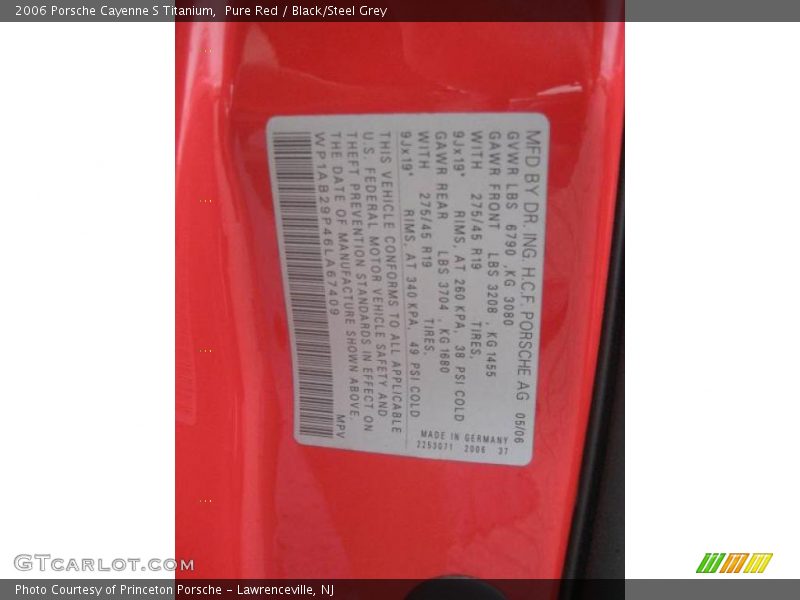 2006 Porsche Cayenne S Titanium,  Pure Red / Black/Steel Grey
MFD BY DR. ING. H.C.F. PORSCHE AG 05/06
GVWR LBS 6790 ,KG 3080
GAWR FRONT LBS 3208 , KG 1455
WITH 275/45 R19 TIRES,
9Jx19" RIMS, AT 260 KPA, 38 PSI COLD
GAWR REAR LBS 3704 , KG 1680
WITH 275/45 R19 TIRES,
9Jx19" RIMS, AT 340 KPA, 49 PSI COLD
MADE IN GERMANY
2253071 2006 37
THIS VEHICLE CONFORMS TO ALL APPLICABLE
U.S. FEDERAL MOTOR VEHICLE SAFETY AND
THEFT PREVENTION STANDARDS IN EFFECT ON
THE DATE OF MANUFACTURE SHOWN ABOVE.
WP1AB29P46LA67409 MPV
GTCARLOT.COM
Photo Courtesy of Princeton Porsche - Lawrenceville, NJ